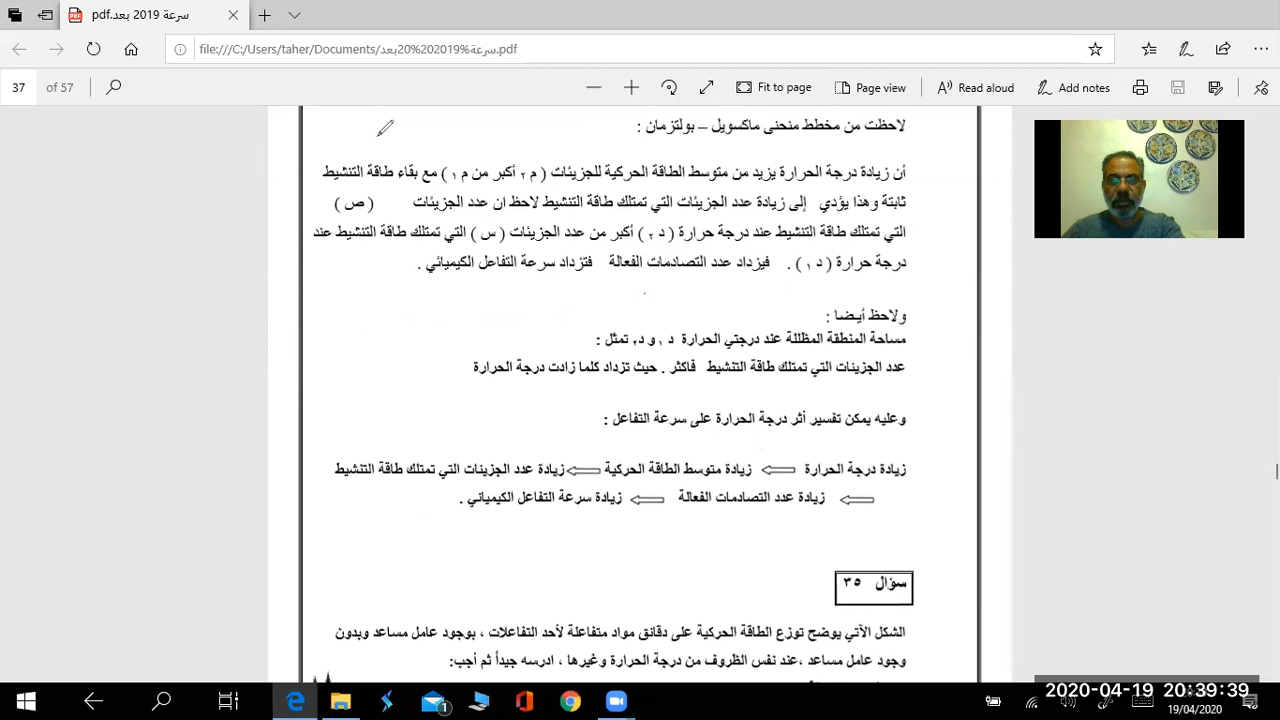 سرعة 2019 بعد.pdf
file:///C:/Users/taher/Documents/سرعة%202019%20بعد.pdf
37 of 57
Fit to page
Page view
Read aloud
Add notes
لاحظت من مخطط منحنى ماكسويل – بولتزمان :
أن زيادة درجة الحرارة يزيد من متوسط الطاقة الحركية للجزيئات ( م٢ أكبر من م١ ) مع بقاء طاقة التنشيط
ثابتة وهذا يؤدي إلى زيادة عدد الجزيئات التي تمتلك طاقة التنشيط لاحظ ان عدد الجزيئات ( ص )
التي تمتلك طاقة التنشيط عند درجة حرارة ( د٢ ) أكبر من عدد الجزيئات ( س ) التي تمتلك طاقة التنشيط عند
درجة حرارة ( د١ ) . فيزداد عدد التصادمات الفعالة فتزداد سرعة التفاعل الكيميائي .
ولاحظ أيضا :
مساحة المنطقة المظللة عند درجتي الحرارة د١ و د٢ تمثل :
عدد الجزيئات التي تمتلك طاقة التنشيط فاكثر . حيث تزداد كلما زادت درجة الحرارة
وعليه يمكن تفسير أثر درجة الحرارة على سرعة التفاعل :
زيادة درجة الحرارة ⇐ زيادة متوسط الطاقة الحركية ⇐ زيادة عدد الجزيئات التي تمتلك طاقة التنشيط
⇐ زيادة عدد التصادمات الفعالة ⇐ زيادة سرعة التفاعل الكيميائي .
سؤال ٣٥
الشكل الآتي يوضح توزع الطاقة الحركية على دقائق مواد متفاعلة لأحد التفاعلات ، بوجود عامل مساعد وبدون
وجود عامل مساعد ،عند نفس الظروف من درجة الحرارة وغيرها ، ادرسه جيداً ثم أجب:
2020-04-19 20:39:39
19/04/2020